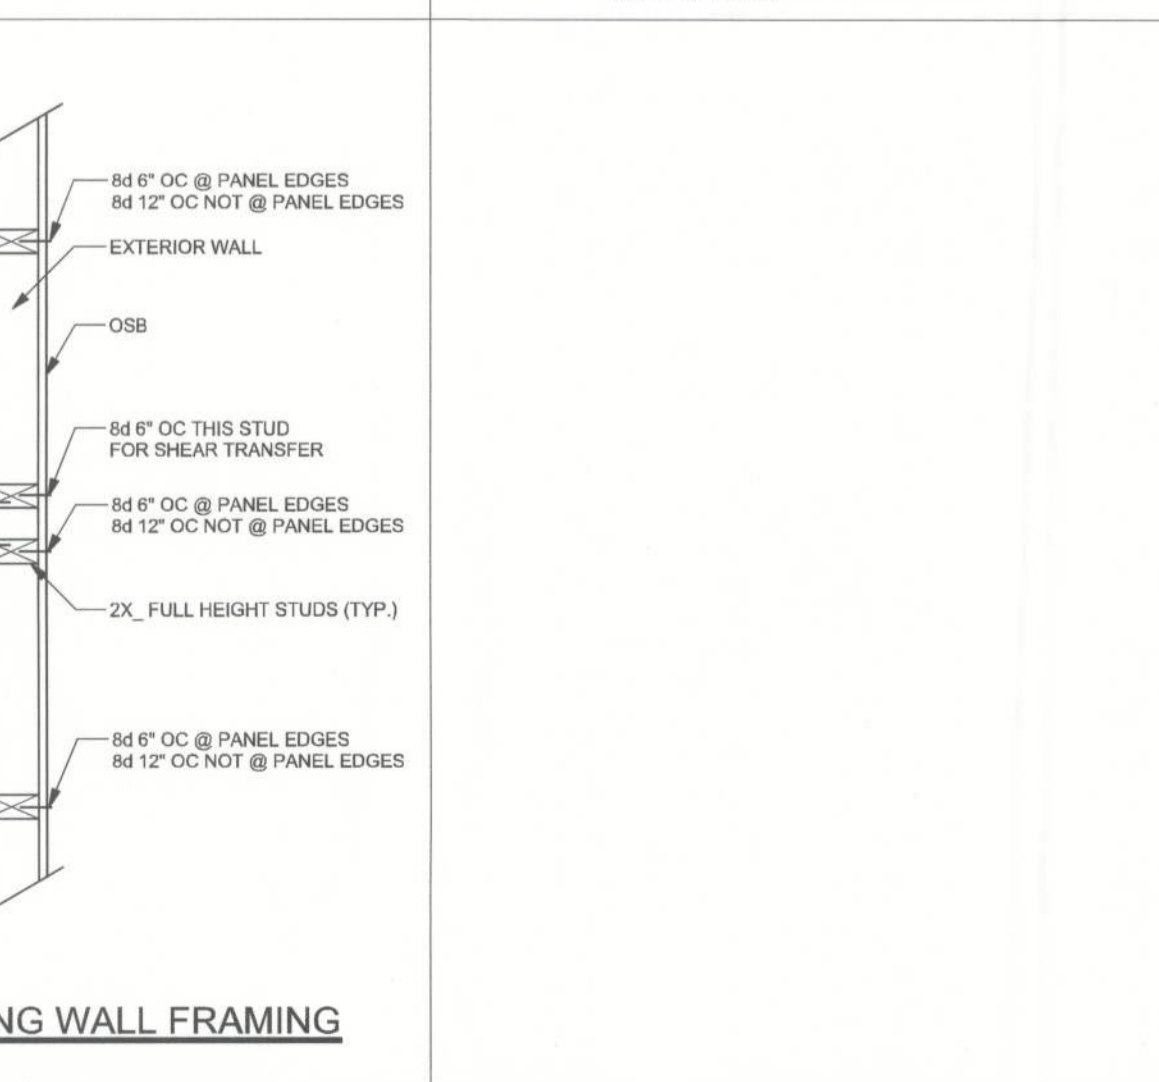 8d 6" OC @ PANEL EDGES
8d 12" OC NOT @ PANEL EDGES
EXTERIOR WALL
OSB
8d 6" OC THIS STUD
FOR SHEAR TRANSFER
8d 6" OC @ PANEL EDGES
8d 12" OC NOT @ PANEL EDGES
2X_ FULL HEIGHT STUDS (TYP.)
8d 6" OC @ PANEL EDGES
8d 12" OC NOT @ PANEL EDGES
NG WALL FRAMING